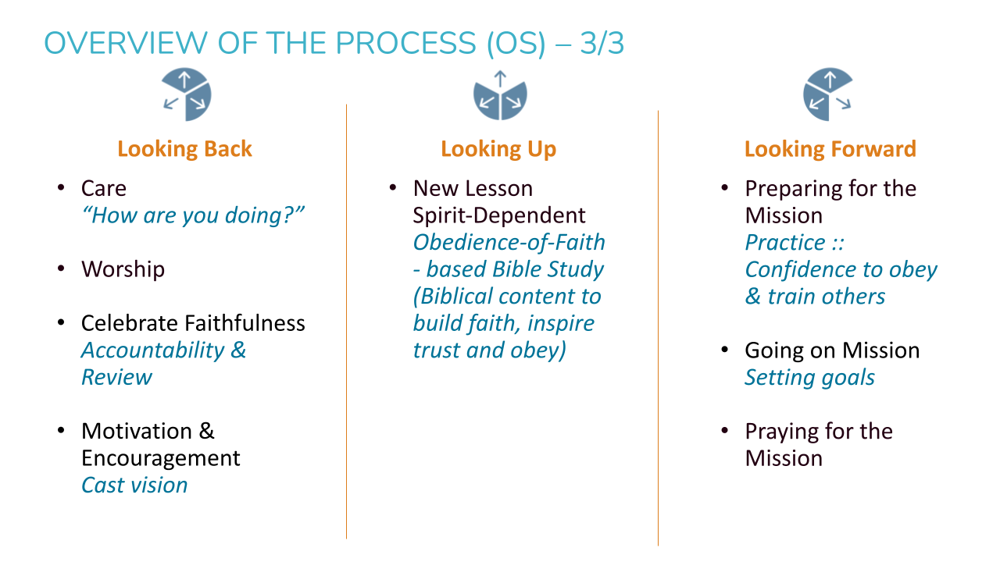 OVERVIEW OF THE PROCESS (OS) – 3/3
Looking Back
• Care
“How are you doing?”
• Worship
• Celebrate Faithfulness
Accountability &
Review
• Motivation &
Encouragement
Cast vision
Looking Up
• New Lesson
Spirit-Dependent
Obedience-of-Faith
- based Bible Study
(Biblical content to
build faith, inspire
trust and obey)
Looking Forward
• Preparing for the
Mission
Practice ::
Confidence to obey
& train others
• Going on Mission
Setting goals
• Praying for the
Mission